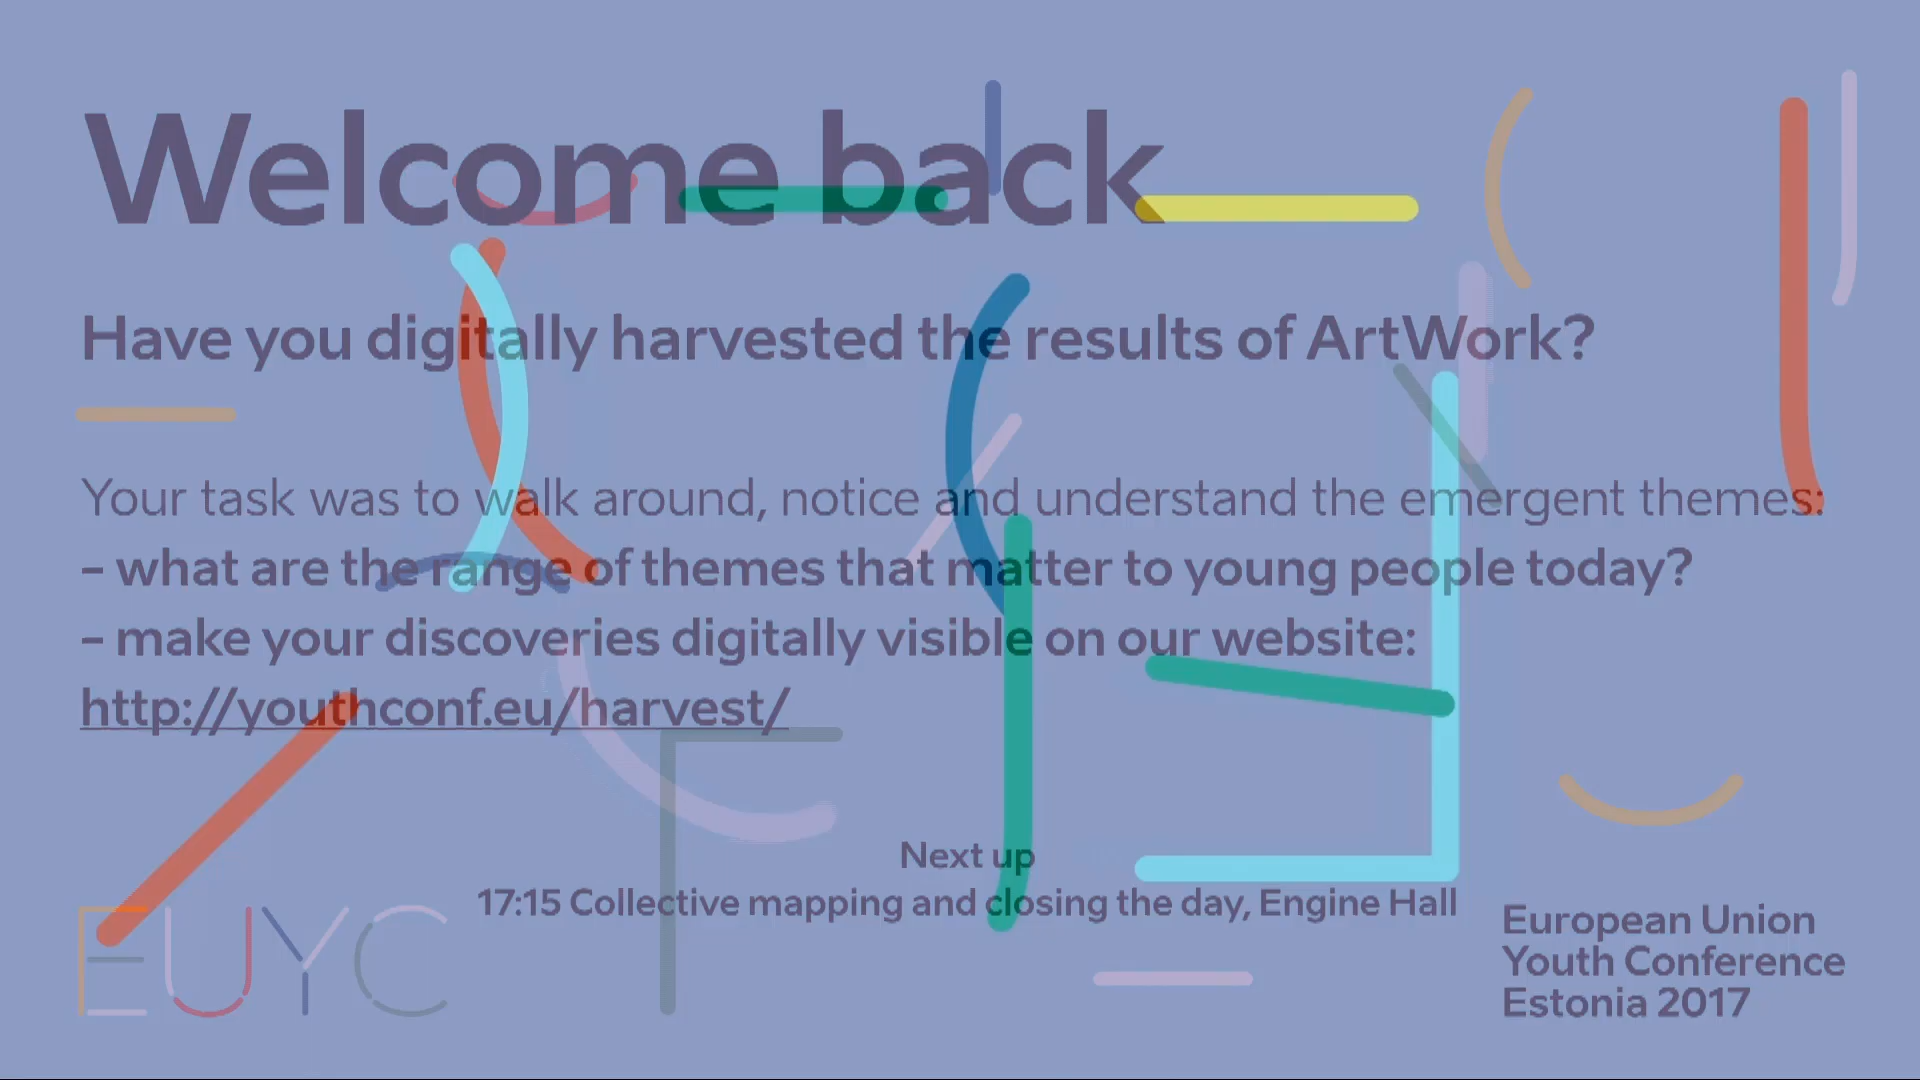 Welcome back
Have you digitally harvested the results of ArtWork?
Your task was to walk around, notice and understand the emergent themes:
– what are the range of themes that matter to young people today?
– make your discoveries digitally visible on our website:
http://youthconf.eu/harvest/
Next up
17:15 Collective mapping and closing the day, Engine Hall
EUYC
European Union
Youth Conference
Estonia 2017